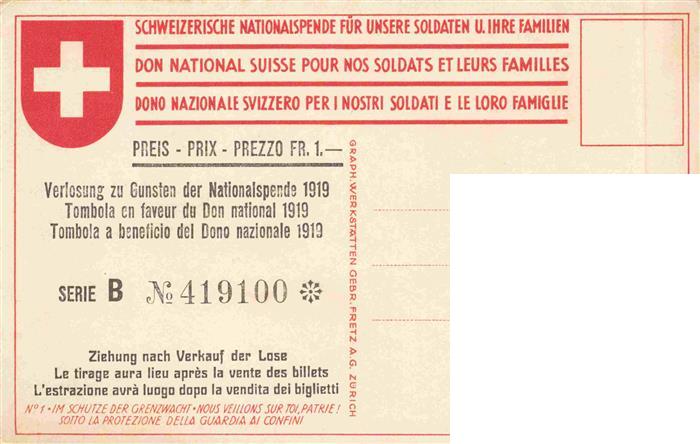 SCHWEIZERISCHE NATIONALSPENDE FÜR UNSERE SOLDATEN U. IHRE FAMILIEN
DON NATIONAL SUISSE POUR NOS SOLDATS ET LEURS FAMILLES
DONO NAZIONALE SVIZZERO PER I NOSTRI SOLDATI E LE LORO FAMIGLIE
PREIS - PRIX - PREZZO FR. 1.—
Verlosung zu Gunsten der Nationalspende 1919
Tombola en faveur du Don national 1919
Tombola a beneficio del Dono nazionale 1919
SERIE B № 419100
Ziehung nach Verkauf der Lose
Le tirage aura lieu après la vente des billets
L'estrazione avrà luogo dopo la vendita dei biglietti
Nº 1 • IM SCHUTZE DER GRENZWACHT • NOUS VEILLONS SUR TOI, PATRIE!
SOTTO LA PROTEZIONE DELLA GUARDIA AI CONFINI
GRAPH. WERKSTÄTTEN GEBR. FRETZ A.G. ZÜRICH